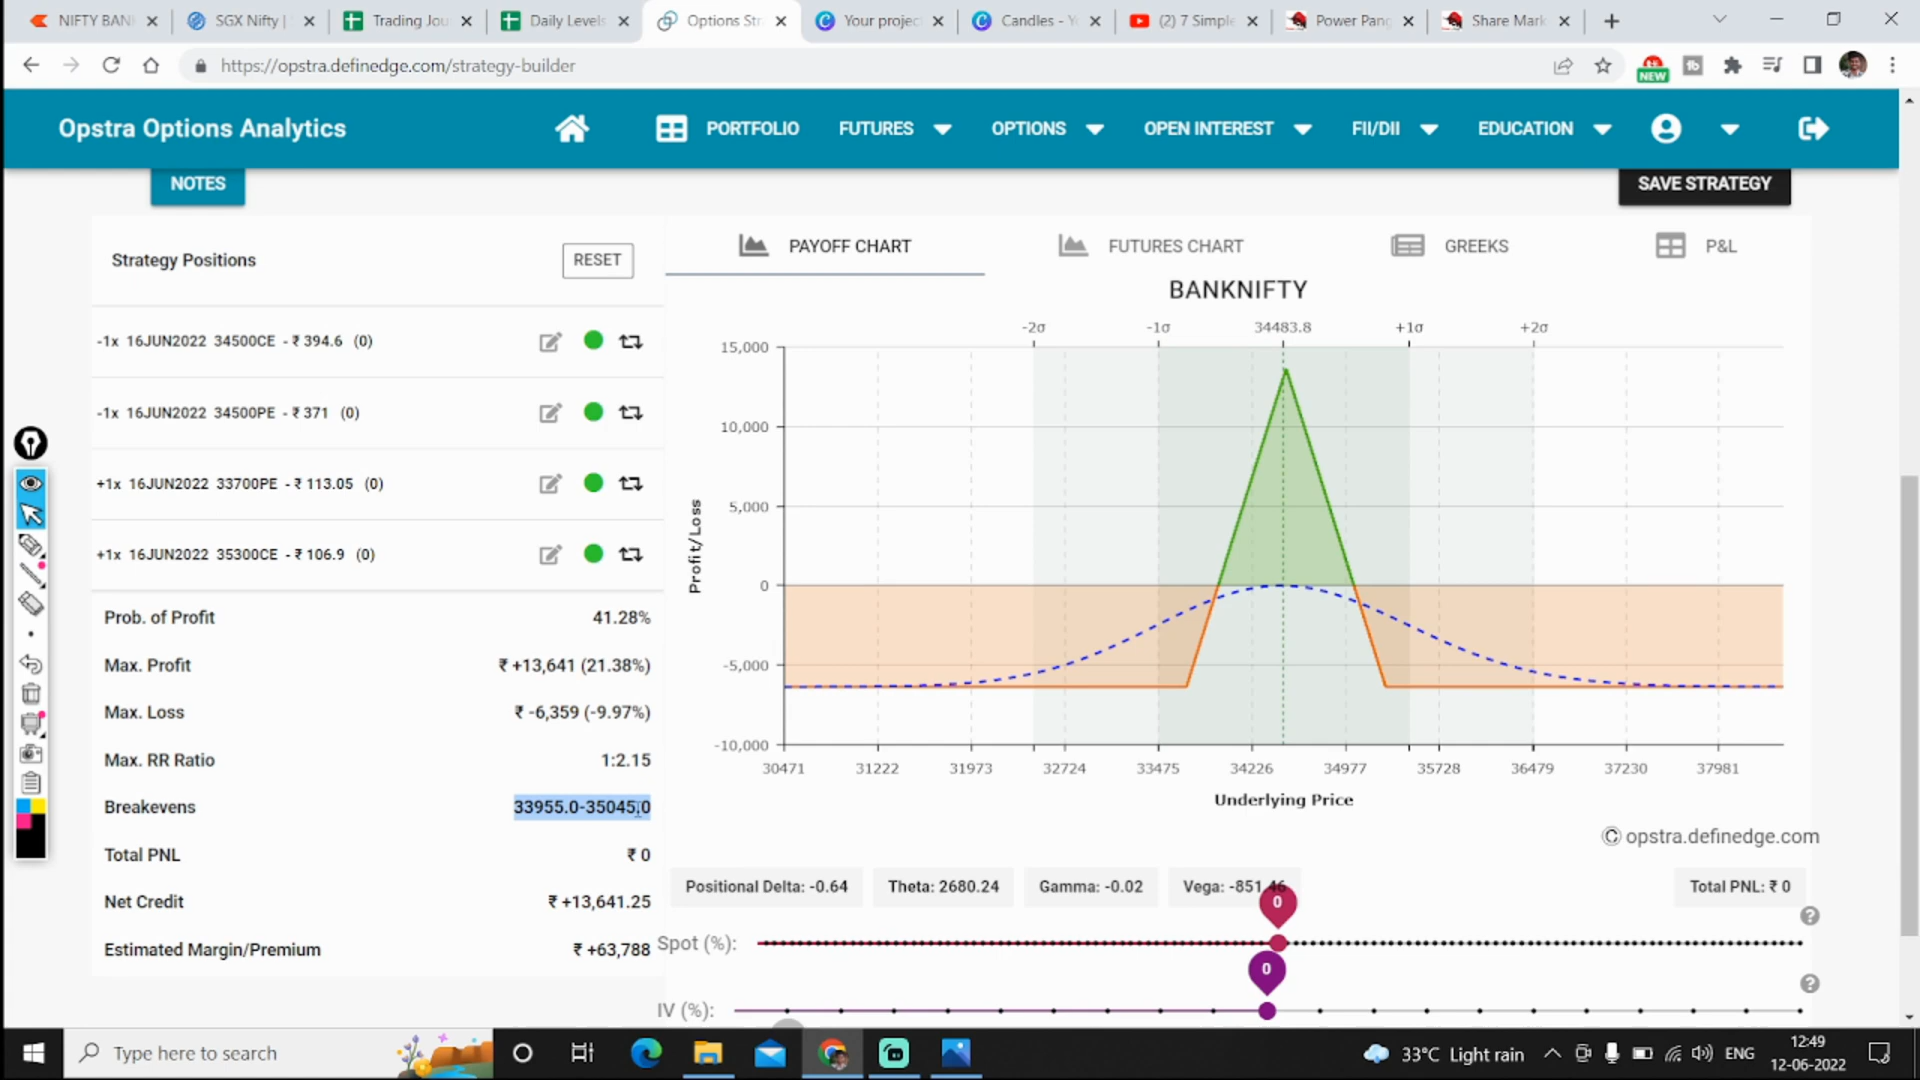 NIFTY BAN
SGX Nifty |
Trading Jou
Daily Levels
Options Str
Your projec
Candles - Y
(2) 7 Simple
Power Pang
Share Mark
https://opstra.definedge.com/strategy-builder
NEW
Opstra Options Analytics
PORTFOLIO
FUTURES
OPTIONS
OPEN INTEREST
FII/DII
EDUCATION
NOTES
SAVE STRATEGY
Strategy Positions
RESET
-1x 16JUN2022 34500CE - ₹ 394.6 (0)
-1x 16JUN2022 34500PE - ₹ 371 (0)
+1x 16JUN2022 33700PE - ₹ 113.05 (0)
+1x 16JUN2022 35300CE - ₹ 106.9 (0)
Prob. of Profit 41.28%
Max. Profit ₹ +13,641 (21.38%)
Max. Loss ₹ -6,359 (-9.97%)
Max. RR Ratio 1:2.15
Breakevens 33955.0-35045.0
Total PNL ₹ 0
Net Credit ₹ +13,641.25
Estimated Margin/Premium ₹ +63,788
PAYOFF CHART
FUTURES CHART
GREEKS
P&L
BANKNIFTY
-2σ -1σ 34483.8 +1σ +2σ
15,000
10,000
5,000
0
-5,000
-10,000
Profit/Loss
30471 31222 31973 32724 33475 34226 34977 35728 36479 37230 37981
Underlying Price
© opstra.definedge.com
Positional Delta: -0.64
Theta: 2680.24
Gamma: -0.02
Vega: -851.46
Total PNL: ₹ 0
0
Spot (%):
0
IV (%):
Type here to search
33°C Light rain
ENG
12:49
12-06-2022